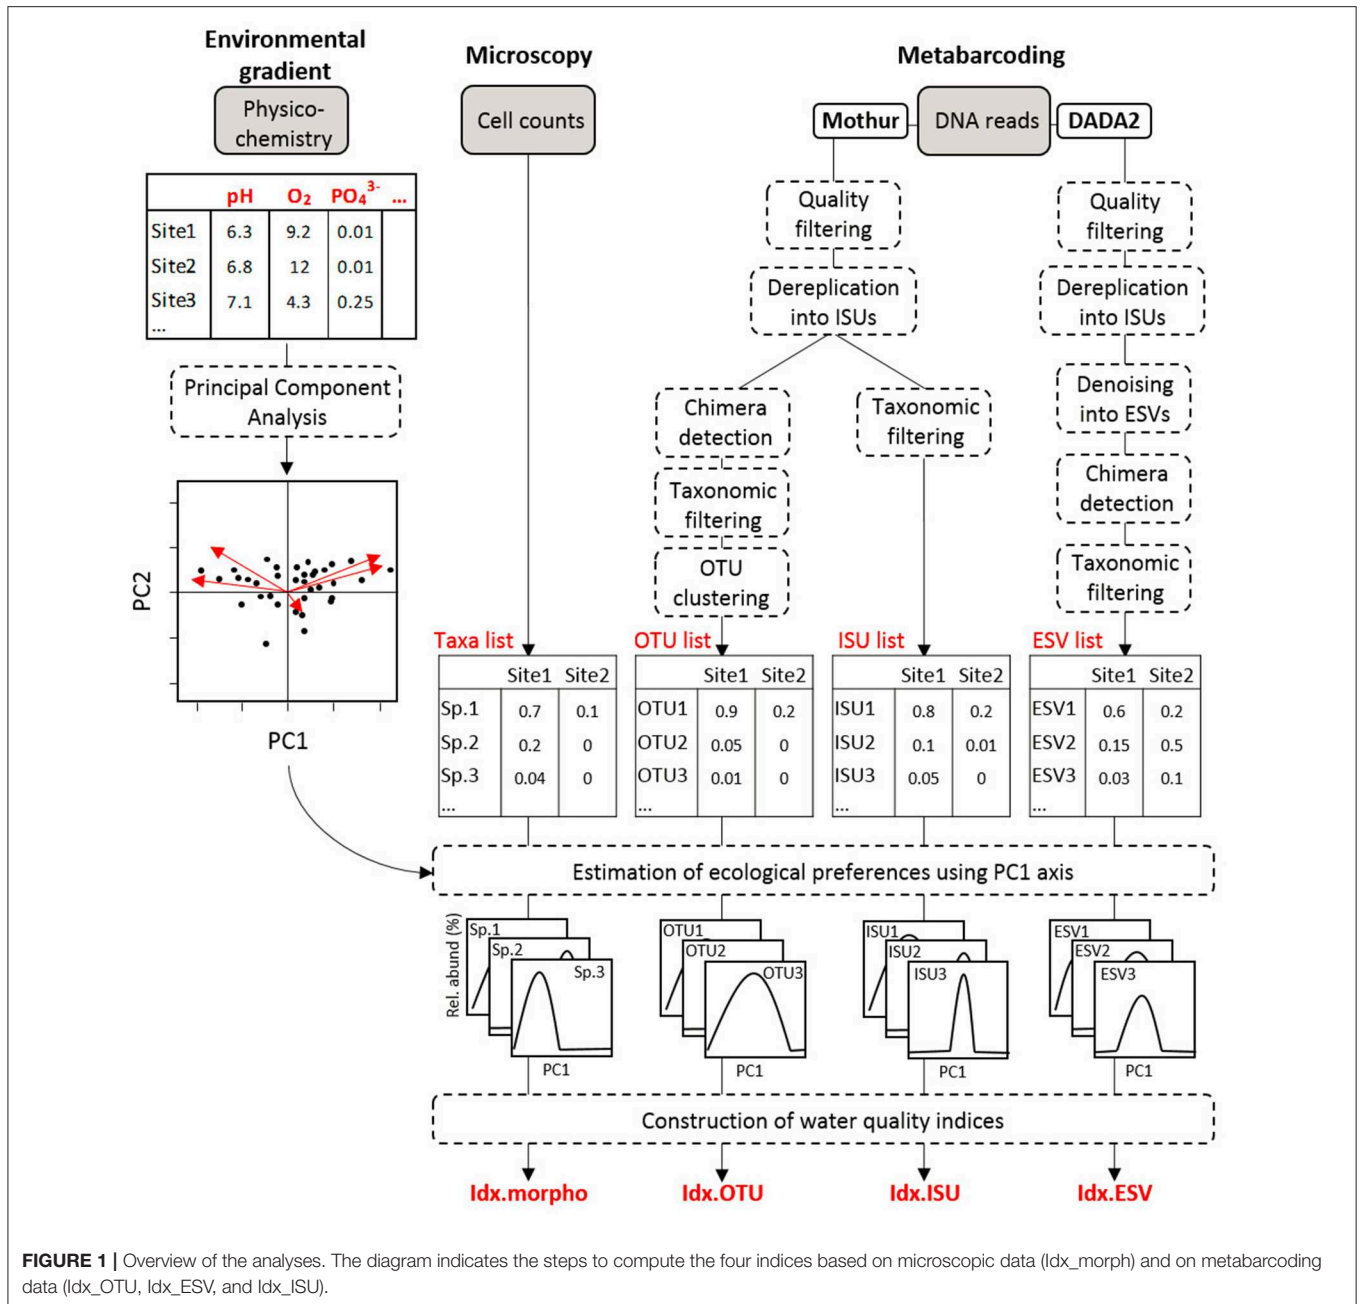 Environmental
gradient
Physico-
chemistry
pH O₂ PO₄³⁻ ...
Site1 6.3 9.2 0.01
Site2 6.8 12 0.01
Site3 7.1 4.3 0.25
...
Principal Component
Analysis
PC2
PC1
Microscopy
Cell counts
Metabarcoding
Mothur DNA reads DADA2
Quality
filtering
Dereplication
into ISUs
Chimera
detection
Taxonomic
filtering
OTU
clustering
Taxonomic
filtering
Quality
filtering
Dereplication
into ISUs
Denoising
into ESVs
Chimera
detection
Taxonomic
filtering
Taxa list
Site1 Site2
Sp.1 0.7 0.1
Sp.2 0.2 0
Sp.3 0.04 0
...
OTU list
Site1 Site2
OTU1 0.9 0.2
OTU2 0.05 0
OTU3 0.01 0
...
ISU list
Site1 Site2
ISU1 0.8 0.2
ISU2 0.1 0.01
ISU3 0.05 0
...
ESV list
Site1 Site2
ESV1 0.6 0.2
ESV2 0.15 0.5
ESV3 0.03 0.1
...
Estimation of ecological preferences using PC1 axis
Rel. abund (%)
Sp.1
Sp.2
Sp.3
PC1
OTU1
OTU2
OTU3
PC1
ISU1
ISU2
ISU3
PC1
ESV1
ESV2
ESV3
PC1
Construction of water quality indices
Idx.morpho Idx.OTU Idx.ISU Idx.ESV
FIGURE 1 | Overview of the analyses. The diagram indicates the steps to compute the four indices based on microscopic data (Idx_morph) and on metabarcoding
data (Idx_OTU, Idx_ESV, and Idx_ISU).